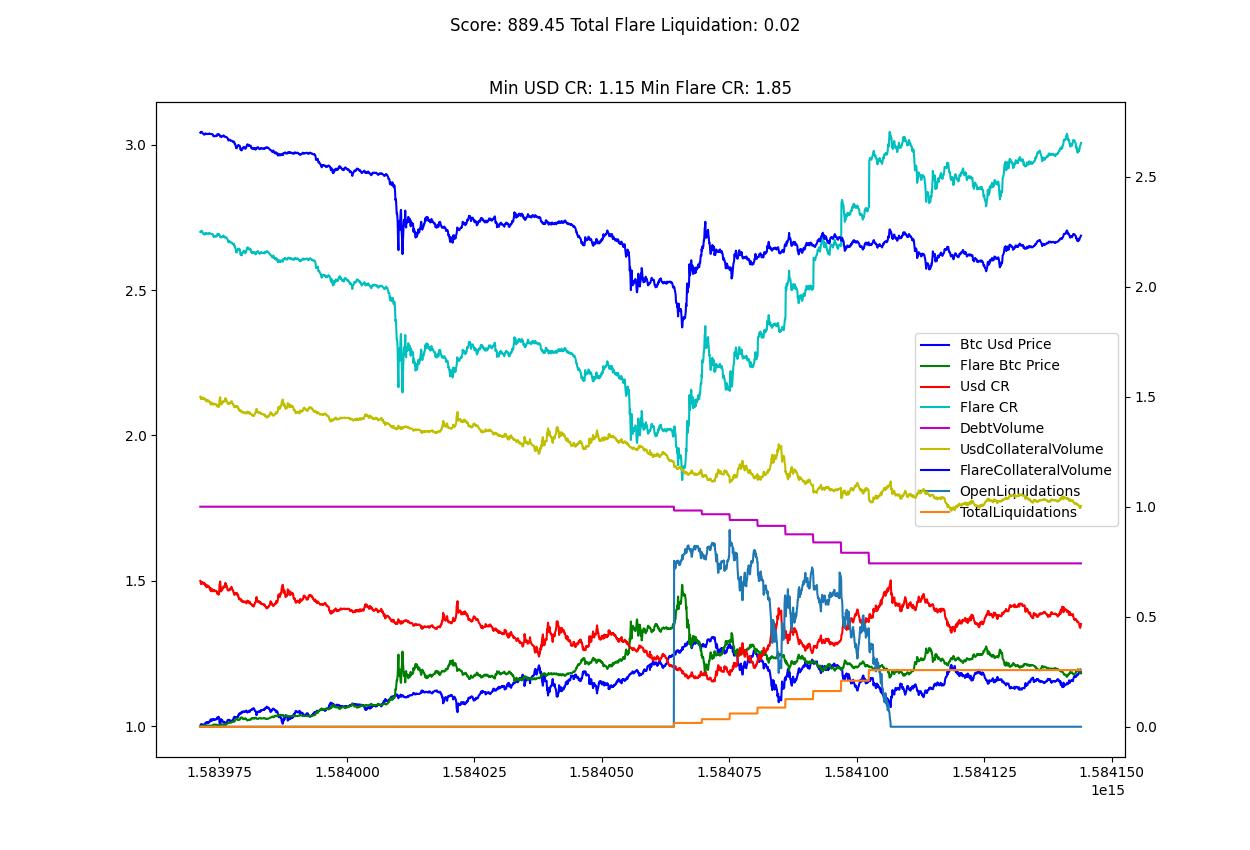 Score: 889.45 Total Flare Liquidation: 0.02
Min USD CR: 1.15 Min Flare CR: 1.85
3.0
2.5
2.0
1.5
1.0
2.5
2.0
1.5
1.0
0.5
0.0
Btc Usd Price
Flare Btc Price
Usd CR
Flare CR
DebtVolume
UsdCollateralVolume
FlareCollateralVolume
OpenLiquidations
TotalLiquidations
1.583975 1.584000 1.584025 1.584050 1.584075 1.584100 1.584125 1.584150
1e15